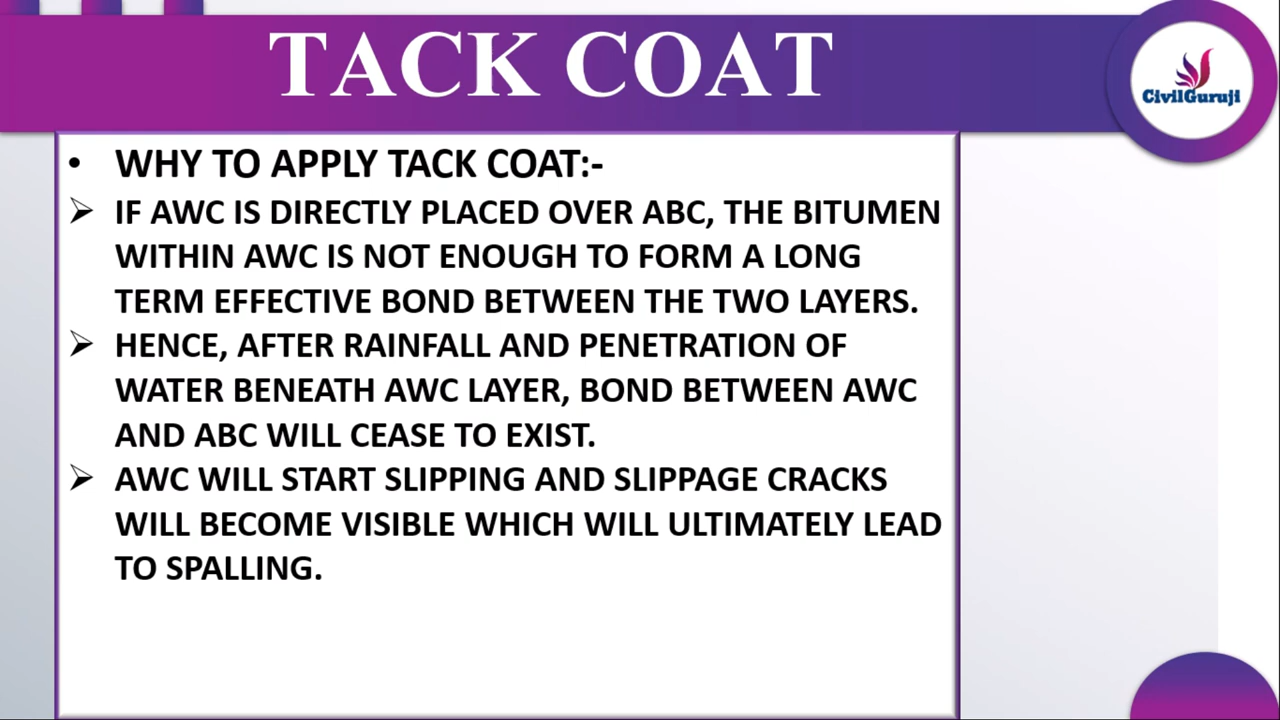 TACK COAT
CivilGuruji
• WHY TO APPLY TACK COAT:-
➢ IF AWC IS DIRECTLY PLACED OVER ABC, THE BITUMEN
WITHIN AWC IS NOT ENOUGH TO FORM A LONG
TERM EFFECTIVE BOND BETWEEN THE TWO LAYERS.
➢ HENCE, AFTER RAINFALL AND PENETRATION OF
WATER BENEATH AWC LAYER, BOND BETWEEN AWC
AND ABC WILL CEASE TO EXIST.
➢ AWC WILL START SLIPPING AND SLIPPAGE CRACKS
WILL BECOME VISIBLE WHICH WILL ULTIMATELY LEAD
TO SPALLING.